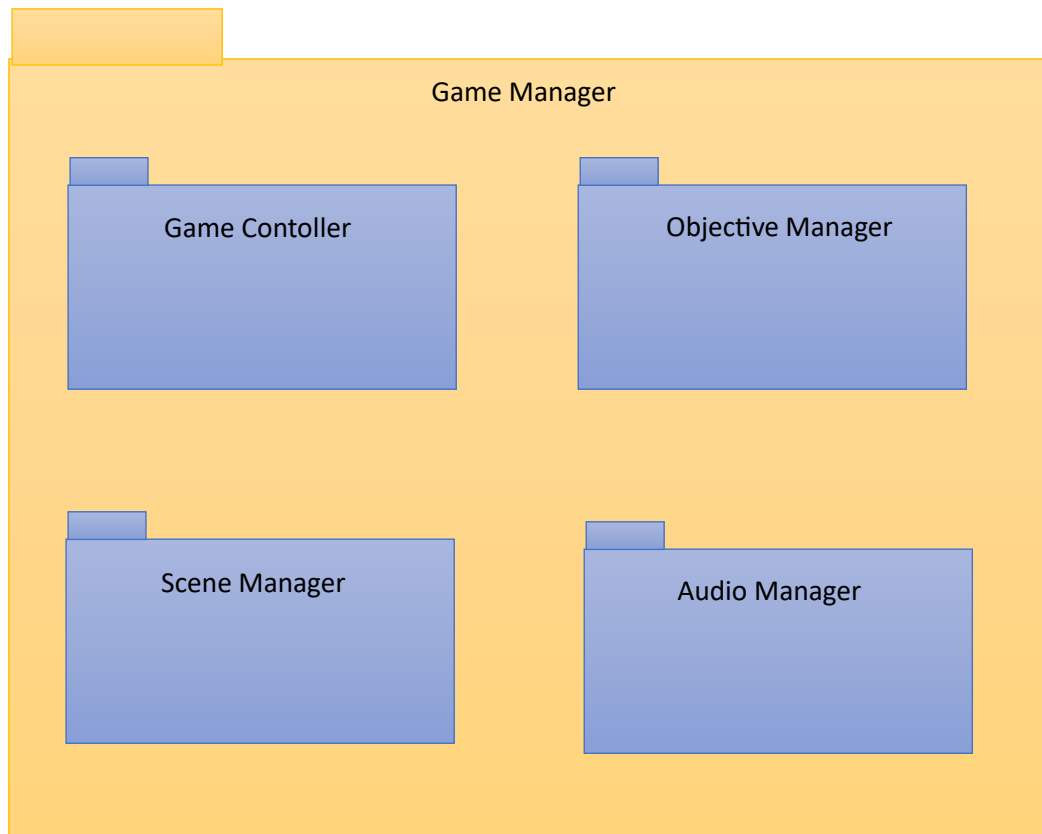 Game Manager
Game Contoller
Objective Manager
Scene Manager
Audio Manager